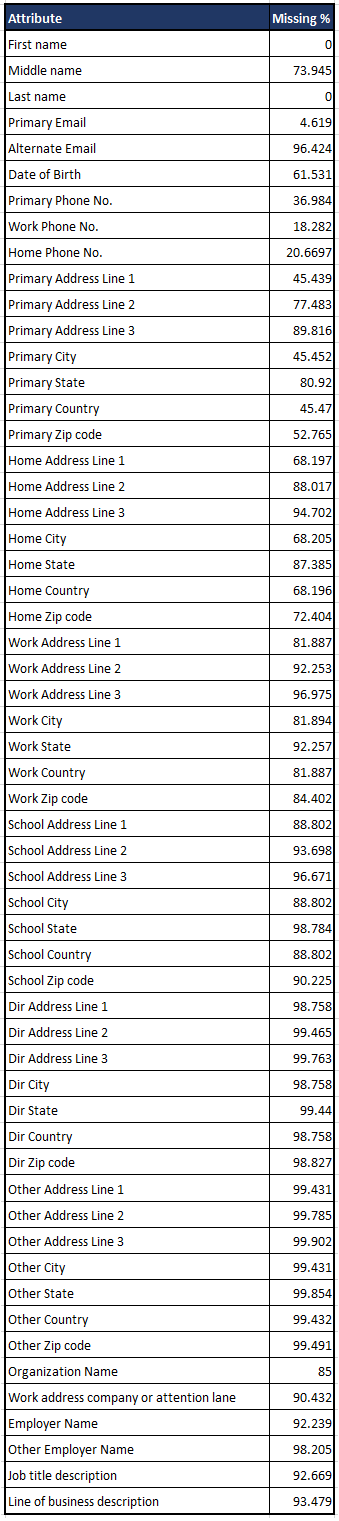 Attribute Missing %
First name 0
Middle name 73.945
Last name 0
Primary Email 4.619
Alternate Email 96.424
Date of Birth 61.531
Primary Phone No. 36.984
Work Phone No. 18.282
Home Phone No. 20.6697
Primary Address Line 1 45.439
Primary Address Line 2 77.483
Primary Address Line 3 89.816
Primary City 45.452
Primary State 80.92
Primary Country 45.47
Primary Zip code 52.765
Home Address Line 1 68.197
Home Address Line 2 88.017
Home Address Line 3 94.702
Home City 68.205
Home State 87.385
Home Country 68.196
Home Zip code 72.404
Work Address Line 1 81.887
Work Address Line 2 92.253
Work Address Line 3 96.975
Work City 81.894
Work State 92.257
Work Country 81.887
Work Zip code 84.402
School Address Line 1 88.802
School Address Line 2 93.698
School Address Line 3 96.671
School City 88.802
School State 98.784
School Country 88.802
School Zip code 90.225
Dir Address Line 1 98.758
Dir Address Line 2 99.465
Dir Address Line 3 99.763
Dir City 98.758
Dir State 99.44
Dir Country 98.758
Dir Zip code 98.827
Other Address Line 1 99.431
Other Address Line 2 99.785
Other Address Line 3 99.902
Other City 99.431
Other State 99.854
Other Country 99.432
Other Zip code 99.491
Organization Name 85
Work address company or attention lane 90.432
Employer Name 92.239
Other Employer Name 98.205
Job title description 92.669
Line of business description 93.479